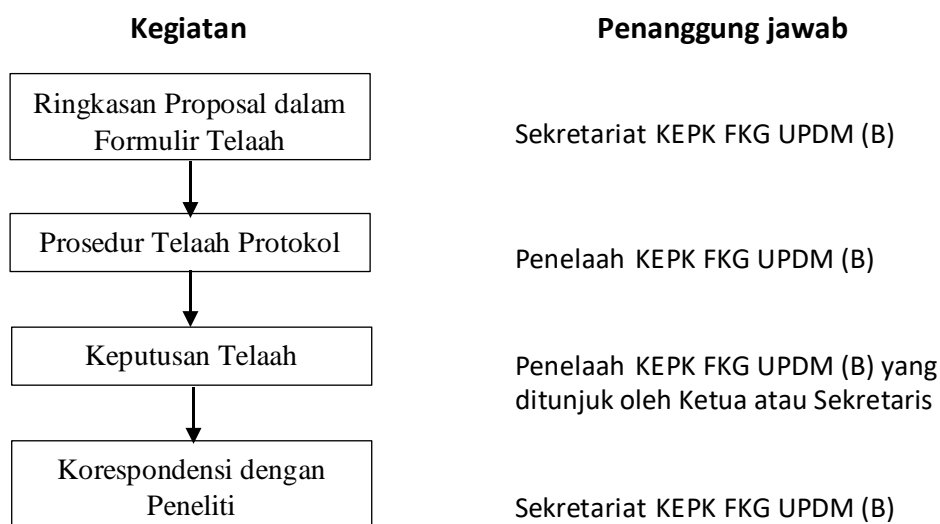 Kegiatan
Penanggung jawab
Ringkasan Proposal dalam
Formulir Telaah
Sekretariat KEPK FKG UPDM (B)
Prosedur Telaah Protokol
Penelaah KEPK FKG UPDM (B)
Keputusan Telaah
Penelaah KEPK FKG UPDM (B) yang
ditunjuk oleh Ketua atau Sekretaris
Korespondensi dengan
Peneliti
Sekretariat KEPK FKG UPDM (B)